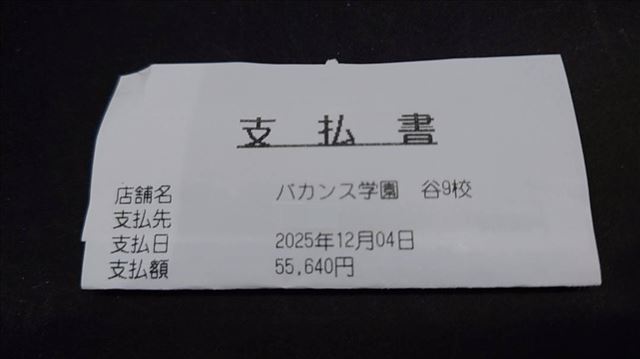 支払書
店舗名 バカンス学園 谷9校
支払先
支払日 2025年12月04日
支払額 55,640円